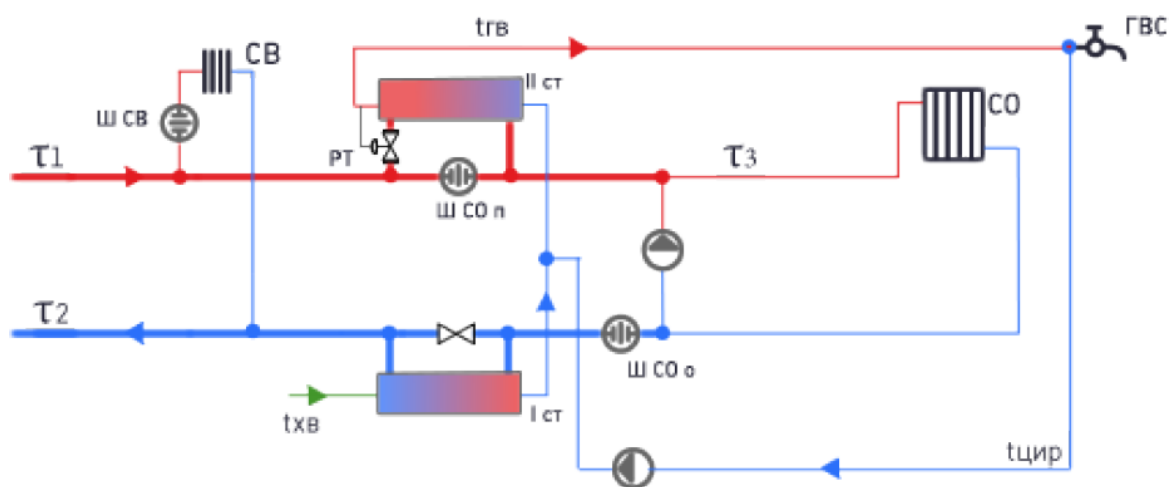 tгв
ГВС
СВ
II ст
СО
Ш СВ
РТ
τ1
τ3
Ш СО п
τ2
Ш СО о
tхв
I ст
tцир